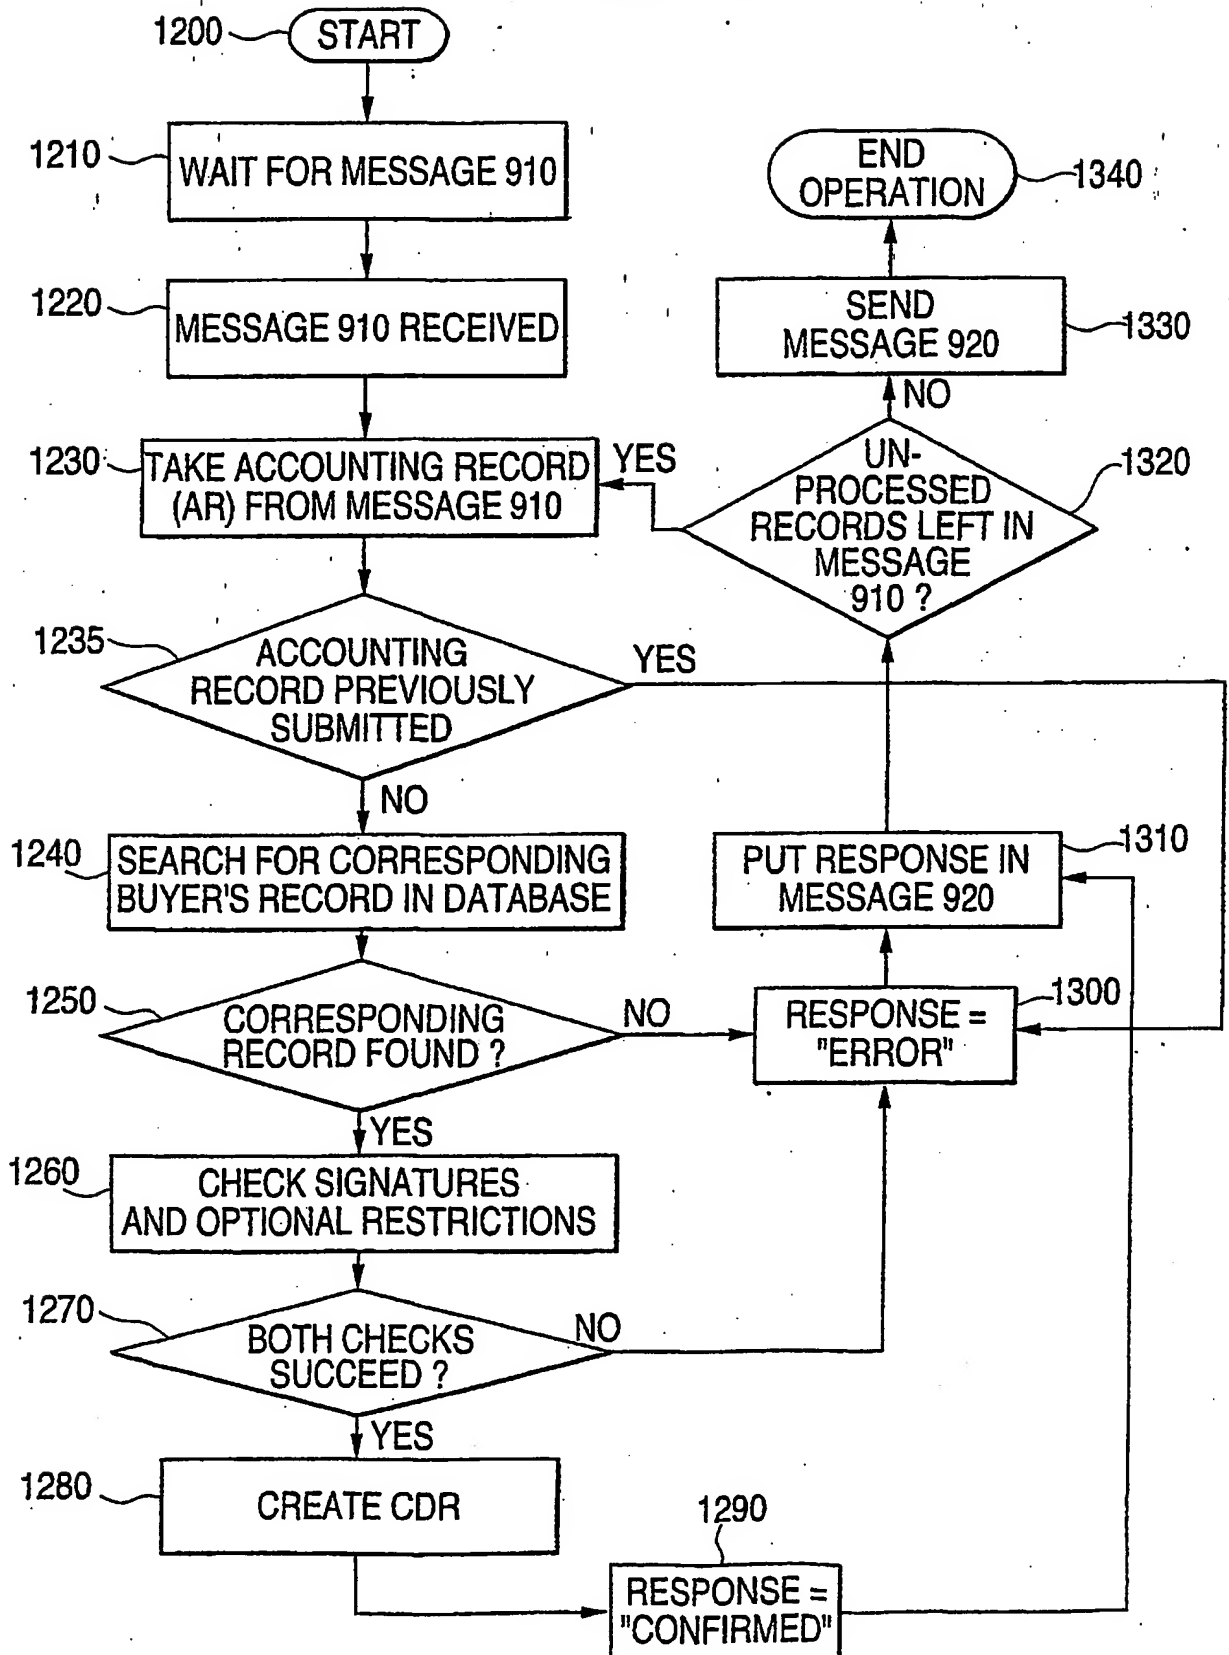 1200
START
1210
WAIT FOR MESSAGE 910
1220
MESSAGE 910 RECEIVED
1230
TAKE ACCOUNTING RECORD
(AR) FROM MESSAGE 910
1235
ACCOUNTING
RECORD PREVIOUSLY
SUBMITTED
YES
NO
1240
SEARCH FOR CORRESPONDING
BUYER'S RECORD IN DATABASE
1250
CORRESPONDING
RECORD FOUND ?
NO
YES
1260
CHECK SIGNATURES
AND OPTIONAL RESTRICTIONS
1270
BOTH CHECKS
SUCCEED ?
NO
YES
1280
CREATE CDR
1290
RESPONSE =
"CONFIRMED"
1300
RESPONSE =
"ERROR"
1310
PUT RESPONSE IN
MESSAGE 920
1320
UN-
PROCESSED
RECORDS LEFT IN
MESSAGE
910 ?
YES
NO
1330
SEND
MESSAGE 920
1340
END
OPERATION